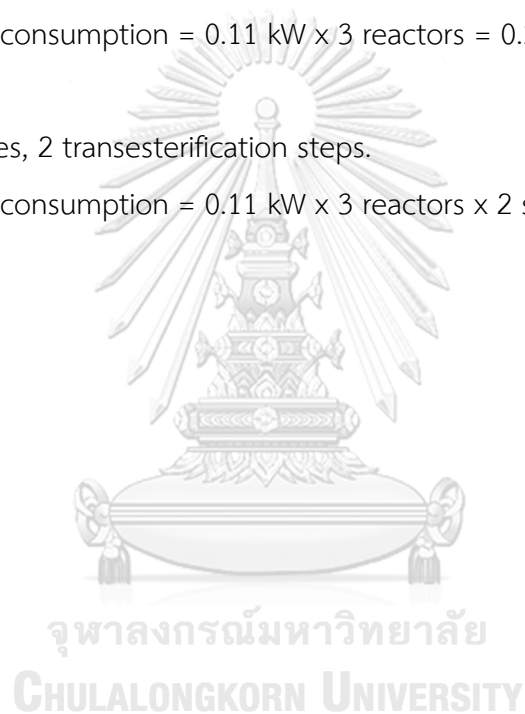 consumption = 0.11 kW x 3 reactors = 0.
es, 2 transesterification steps.
consumption = 0.11 kW x 3 reactors x 2 s
จุฬาลงกรณ์มหาวิทยาลัย
CHULALONGKORN UNIVERSITY